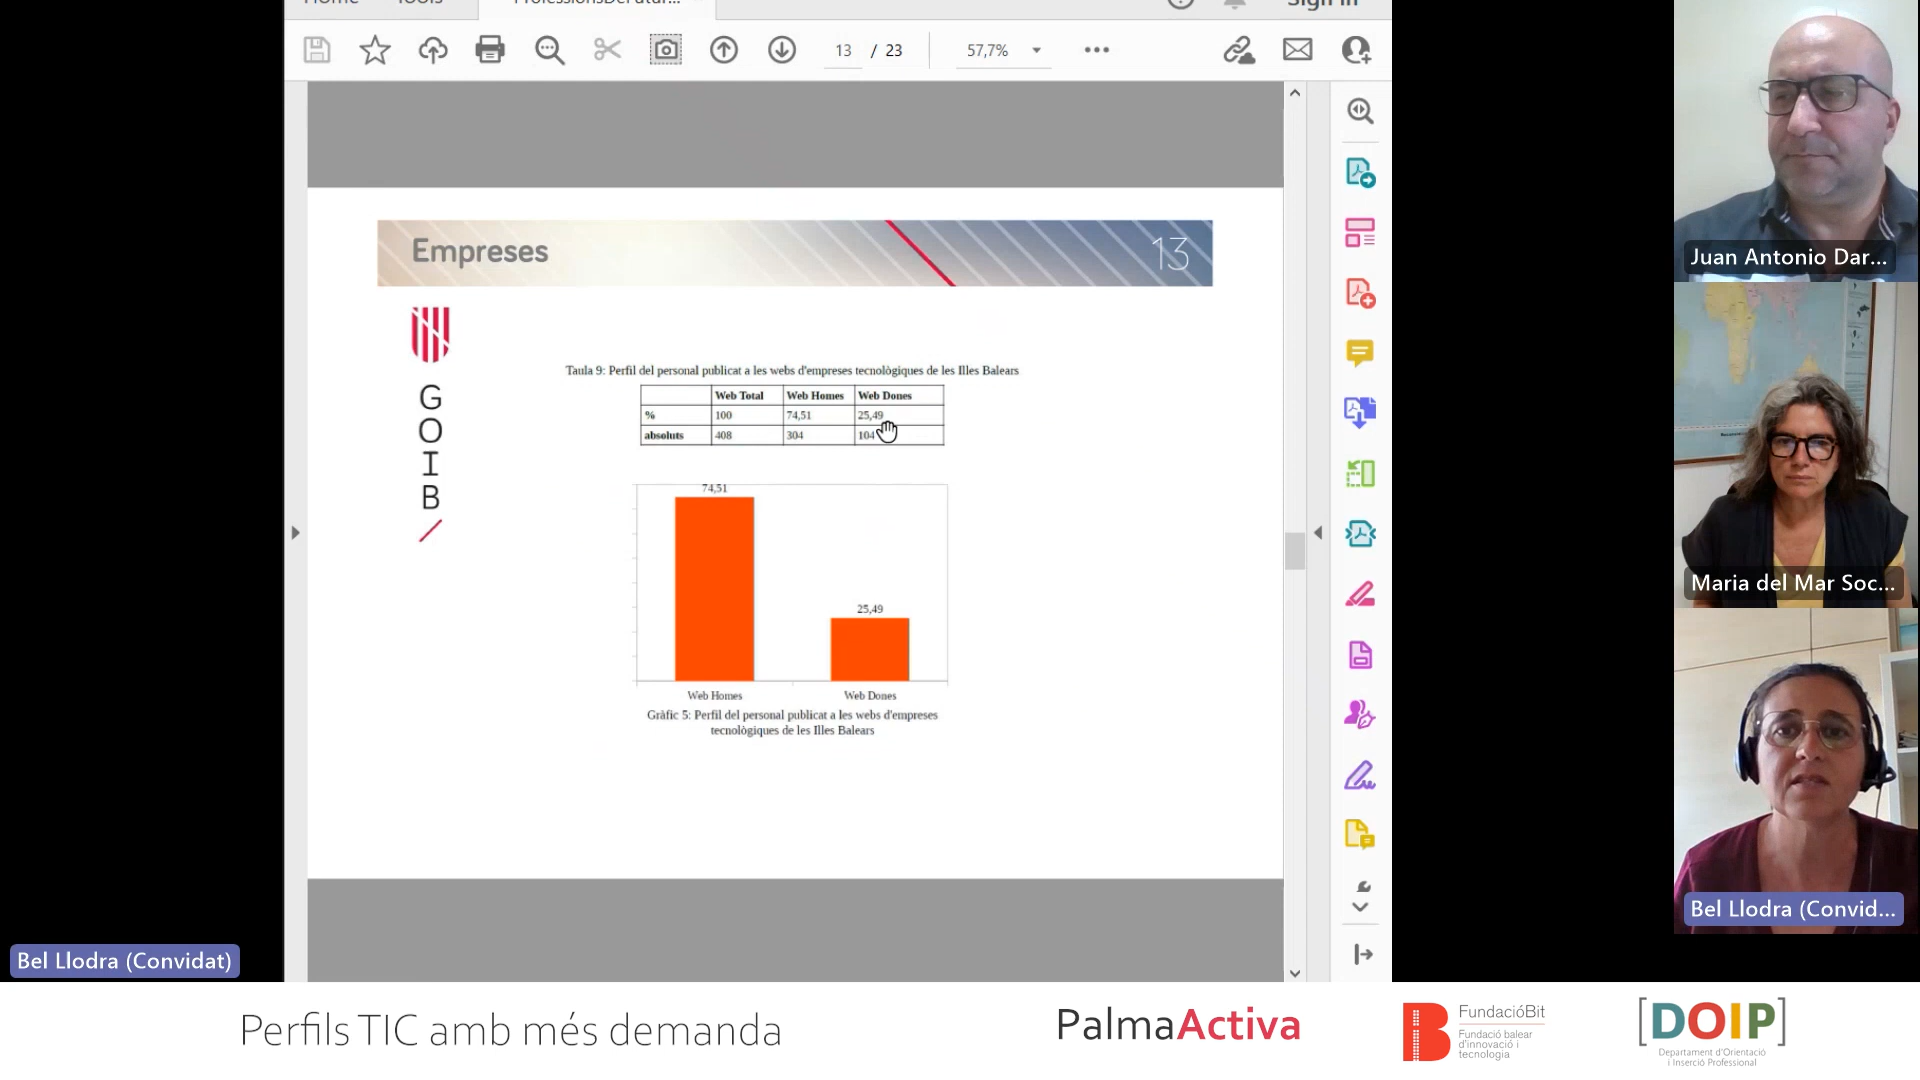 Home
Tools
Sign In
13 / 23
57,7%
Empreses
13
G
O
I
B
Taula 9: Perfil del personal publicat a les webs d'empreses tecnològiques de les Illes Balears
Web Total Web Homes Web Dones
% 100 74,51 25,49
absoluts 408 304 104
74,51
25,49
Web Homes Web Dones
Gràfic 5: Perfil del personal publicat a les webs d'empreses
tecnològiques de les Illes Balears
Juan Antonio Dar...
Maria del Mar Soc...
Bel Llodra (Convid...
Bel Llodra (Convidat)
Perfils TIC amb més demanda
PalmaActiva
B
FundacióBit
Fundació balear
d'innovació i
tecnologia
[DOIP]
Departament d'Orientació
i Inserció Professional